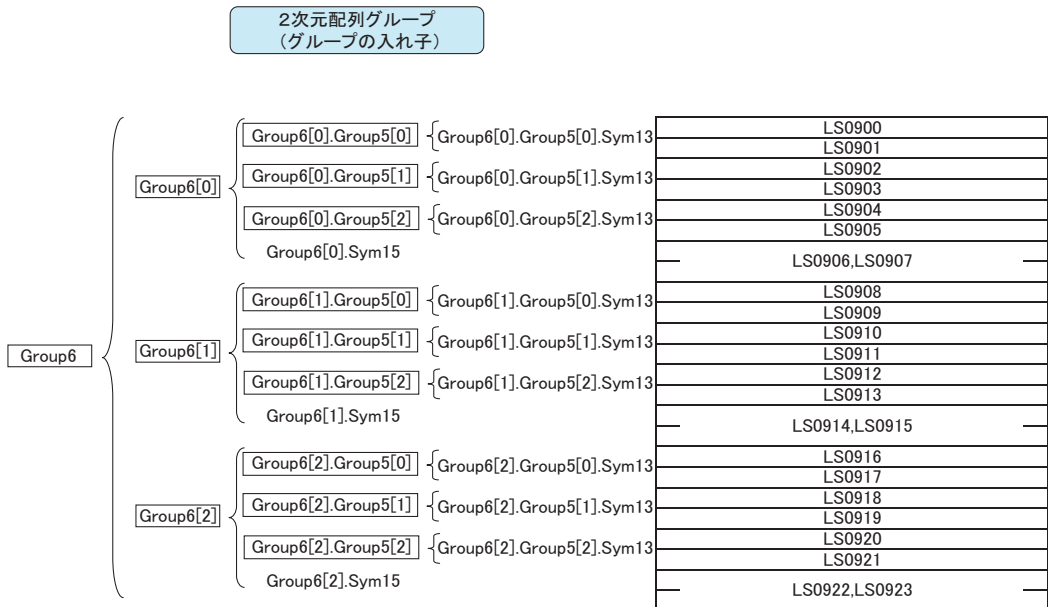 ２次元配列グループ
（グループの入れ子）
Group6[0].Group5[0] Group6[0].Group5[0].Sym13 LS0900
LS0901
Group6[0].Group5[1] Group6[0].Group5[1].Sym13 LS0902
Group6[0] LS0903
Group6[0].Group5[2] Group6[0].Group5[2].Sym13 LS0904
LS0905
Group6[0].Sym15 LS0906,LS0907
Group6[1].Group5[0] Group6[1].Group5[0].Sym13 LS0908
LS0909
Group6[1].Group5[1] Group6[1].Group5[1].Sym13 LS0910
Group6 Group6[1] LS0911
Group6[1].Group5[2] Group6[1].Group5[2].Sym13 LS0912
LS0913
Group6[1].Sym15 LS0914,LS0915
Group6[2].Group5[0] Group6[2].Group5[0].Sym13 LS0916
LS0917
Group6[2].Group5[1] Group6[2].Group5[1].Sym13 LS0918
Group6[2] LS0919
Group6[2].Group5[2] Group6[2].Group5[2].Sym13 LS0920
LS0921
Group6[2].Sym15 LS0922,LS0923